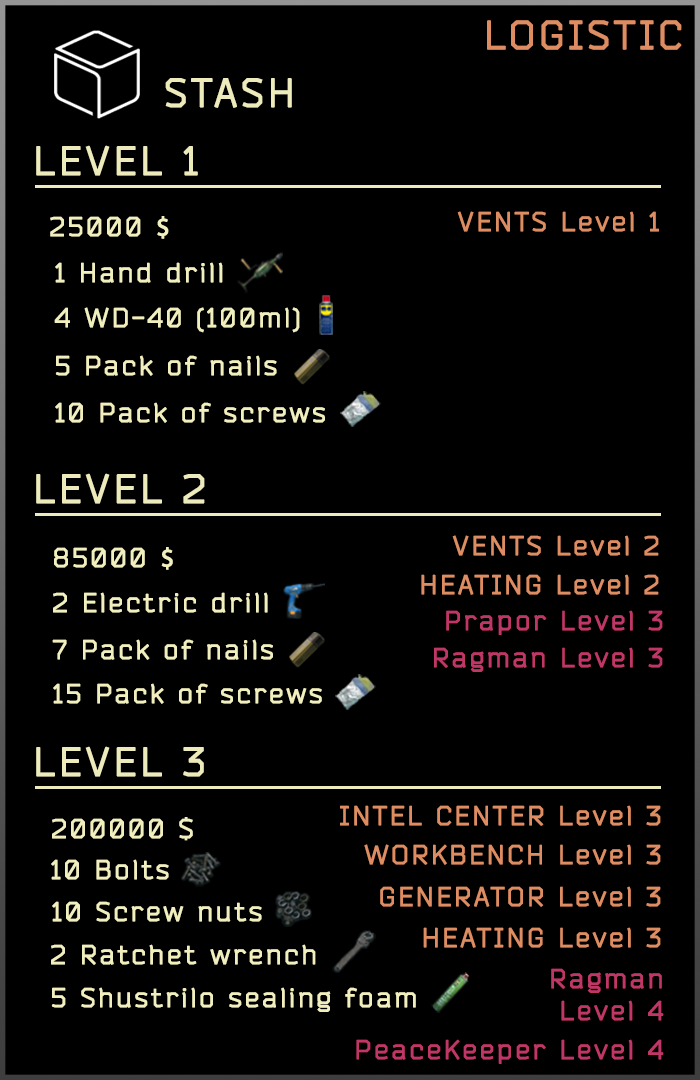 LOGISTIC
STASH
LEVEL 1
25000 $
VENTS Level 1
1 Hand drill
4 WD-40 (100ml)
5 Pack of nails
10 Pack of screws
LEVEL 2
85000 $
VENTS Level 2
2 Electric drill
HEATING Level 2
Prapor Level 3
7 Pack of nails
Ragman Level 3
15 Pack of screws
LEVEL 3
200000 $
INTEL CENTER Level 3
10 Bolts
WORKBENCH Level 3
10 Screw nuts
GENERATOR Level 3
2 Ratchet wrench
HEATING Level 3
5 Shustrilo sealing foam
Ragman
Level 4
PeaceKeeper Level 4